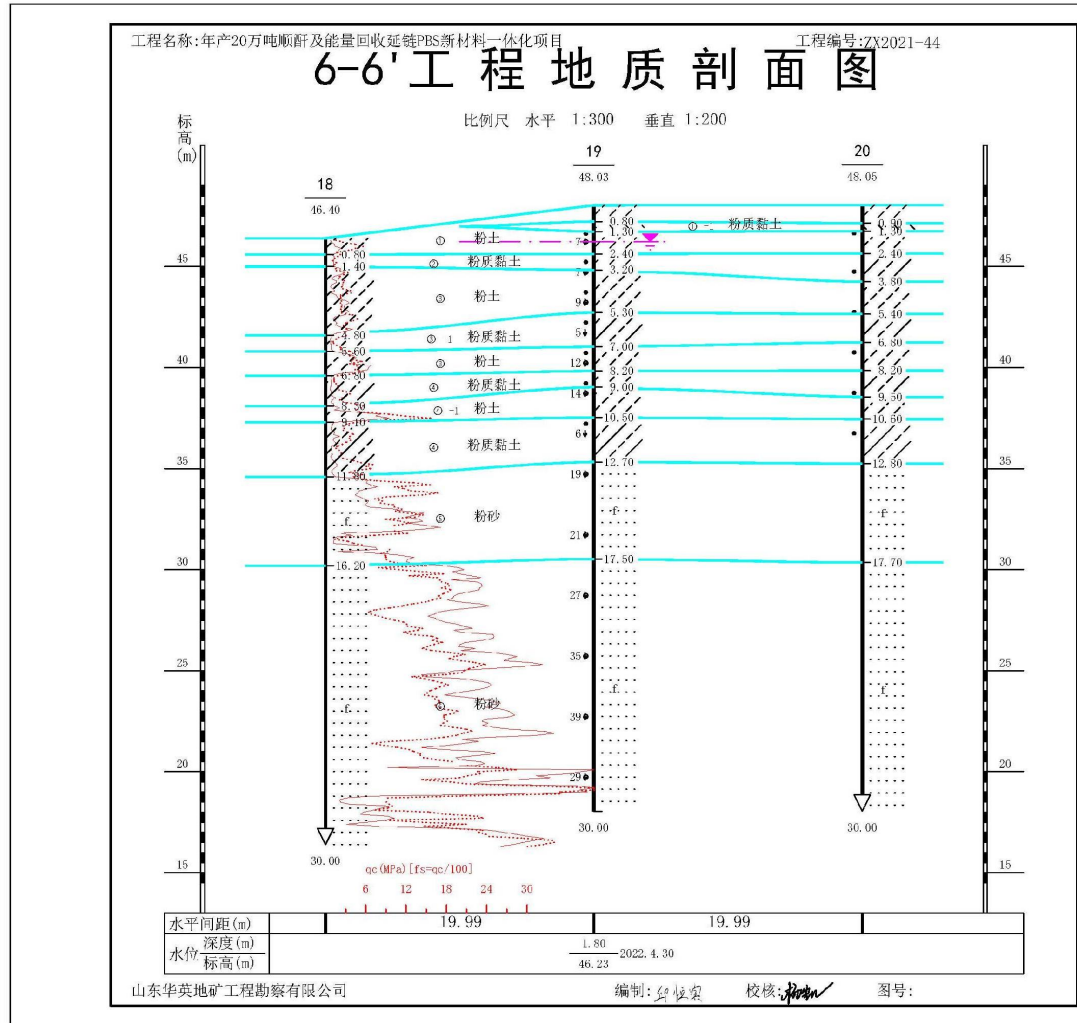 工程名称:年产20万吨顺酐及能量回收延链PBS新材料一体化项目 工程编号:ZX2021-44
6-6'工程地质剖面图
比例尺 水平 1:300 垂直 1:200
标高(m)
18
46.40
19
48.03
20
48.05
0.80 0.90 ①-1 粉质黏土
1.30 1.30
① 粉土 7
0.80 2.40 2.40
45 1.40 ② 粉质黏土 7 3.20 3.80 45
③ 粉土 9
5.30 5.40
4.80 ③1 粉质黏土 5
5.60 7.00 6.80
40 ③ 粉土 12 40
6.80 8.20 8.20
④ 粉质黏土 14 9.00
8.30 -1 粉土 9.50
9.10 10.50 10.60
④ 粉质黏土 6
35 11.80 12.70 12.80 35
19
f ⑤ 粉砂 f f
21
30 16.20 17.50 17.70 30
27
25 35 25
f 粉砂 f f
39
20 29 20
30.00 30.00
30.00
15 qc(MPa)[fs=qc/100] 15
6 12 18 24 30
水平间距(m) 19.99 19.99
水位 深度(m) 1.80 2022.4.30
标高(m) 46.23
山东华英地矿工程勘察有限公司 编制: 校核: 图号: